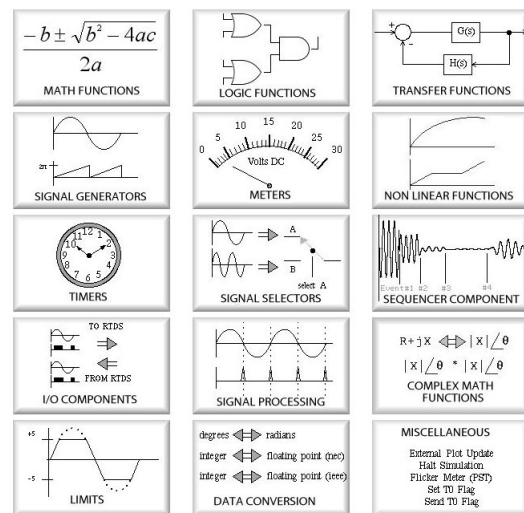 −b ± √b² − 4ac
2a
MATH FUNCTIONS
LOGIC FUNCTIONS
+
-
G(s)
H(s)
TRANSFER FUNCTIONS
2π
SIGNAL GENERATORS
0 5 10 15 20 25 30
Volts DC
METERS
NON LINEAR FUNCTIONS
12 1 2 3 4 5 6 7 8 9 10 11
TIMERS
A
B
select A
SIGNAL SELECTORS
Event#1 #2 #3 #4
SEQUENCER COMPONENT
TO RTDS
FROM RTDS
I/O COMPONENTS
SIGNAL PROCESSING
R+jX |X|∠θ
|X|∠θ * |X|∠θ
COMPLEX MATH
FUNCTIONS
+5
-5
LIMITS
degrees radians
integer floating point (nec)
integer floating point (ieee)
DATA CONVERSION
MISCELLANEOUS
External Plot Update
Halt Simulation
Flicker Meter (PST)
Set T0 Flag
Send T0 Flag